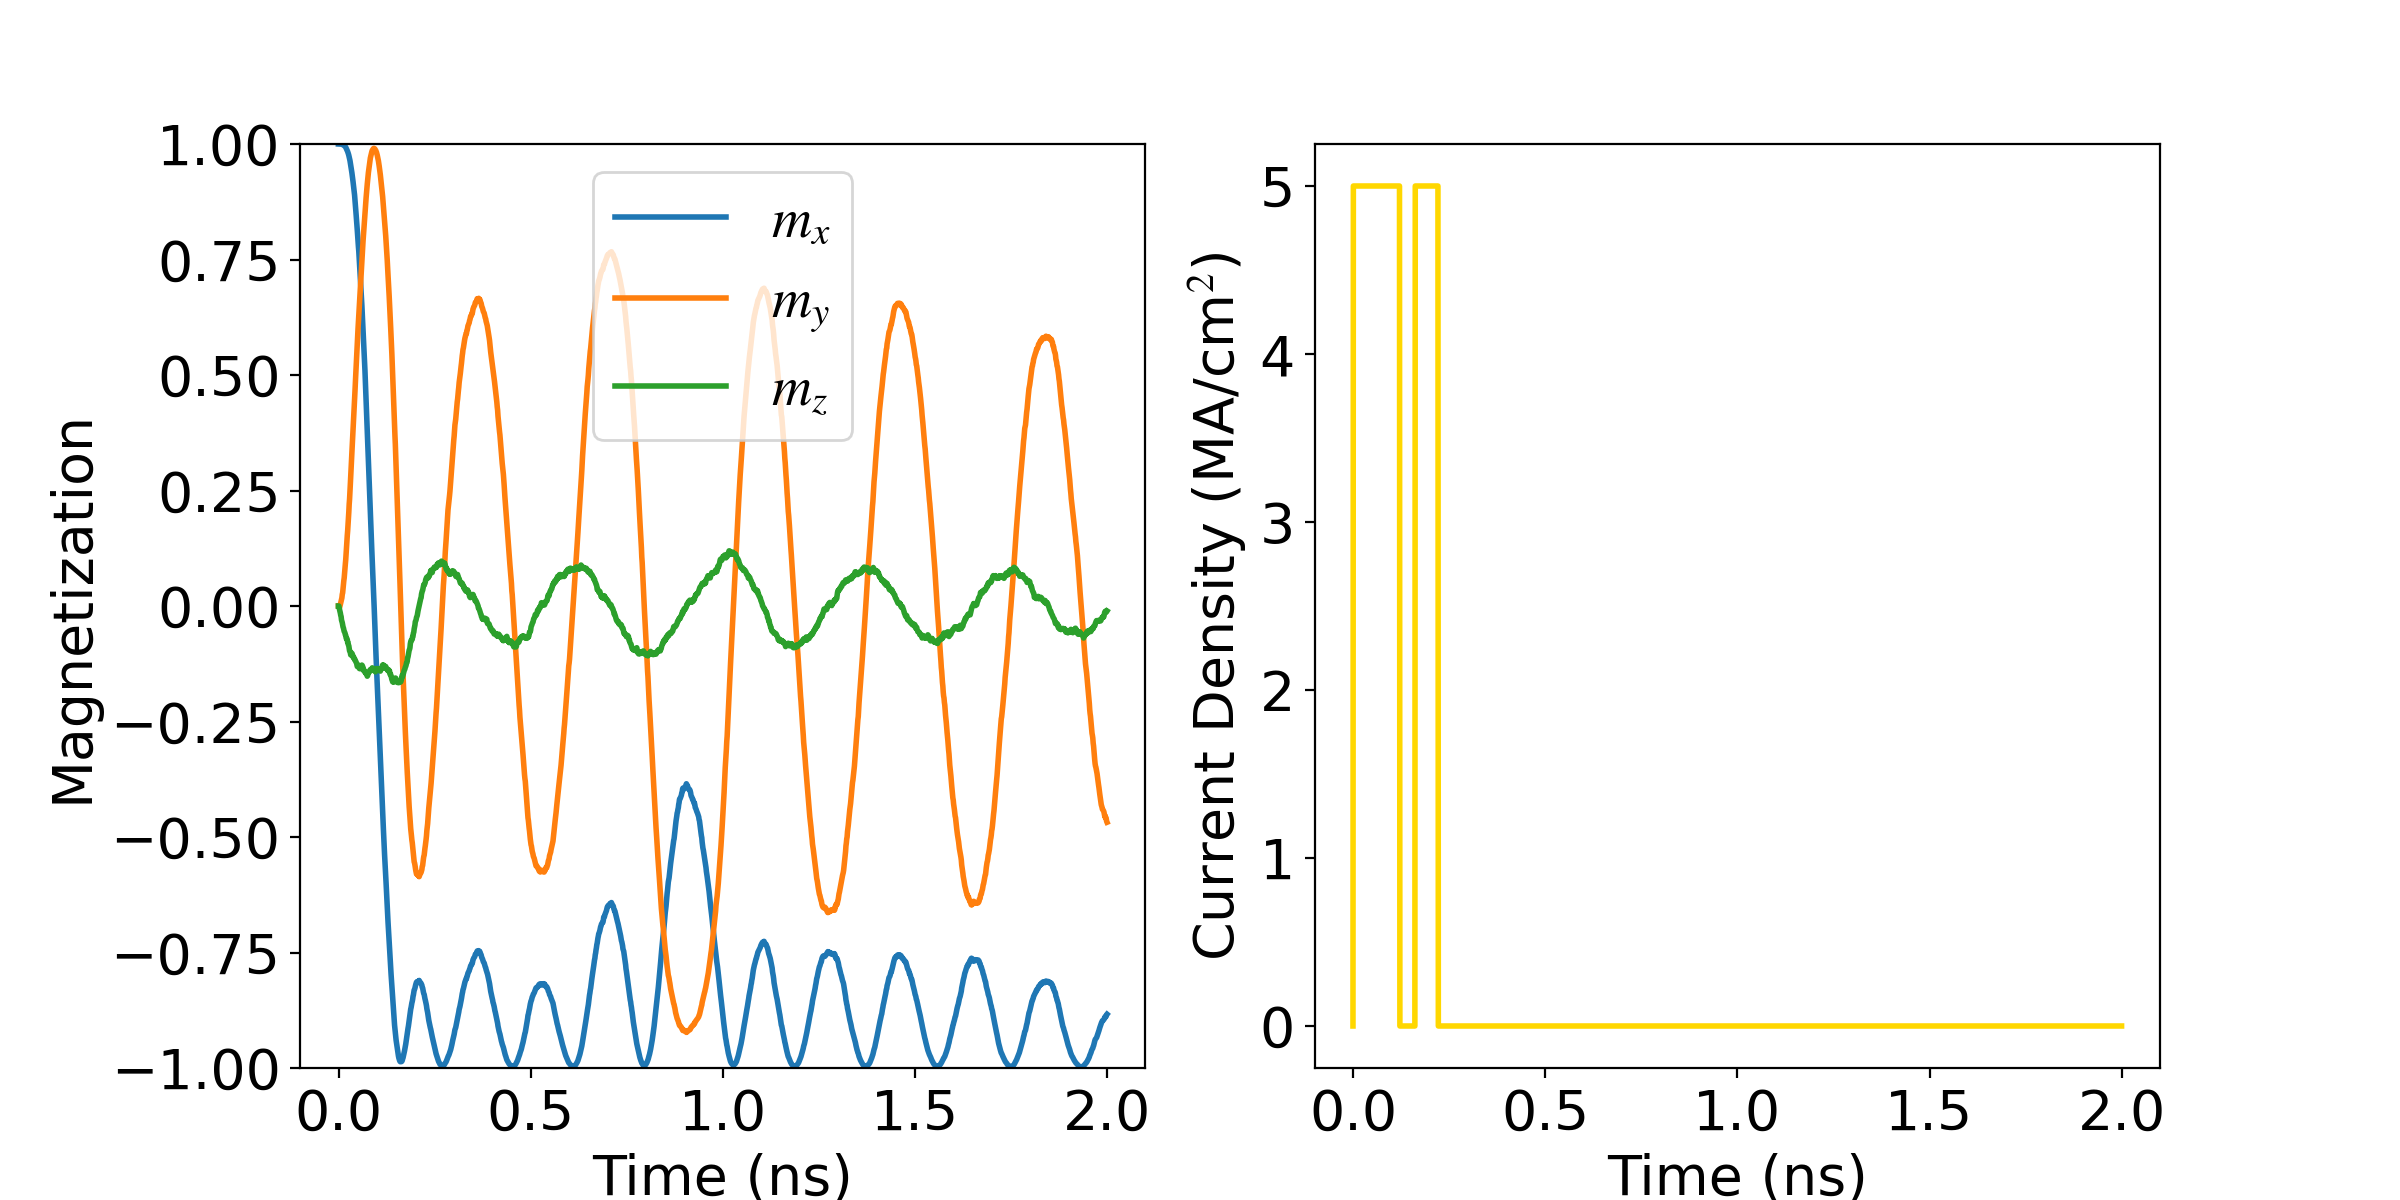 1.00
0.75
0.50
0.25
0.00
−0.25
−0.50
−0.75
−1.00
Magnetization
0.0 0.5 1.0 1.5 2.0
Time (ns)
m_x
m_y
m_z
5
4
3
2
1
0
Current Density (MA/cm²)
0.0 0.5 1.0 1.5 2.0
Time (ns)